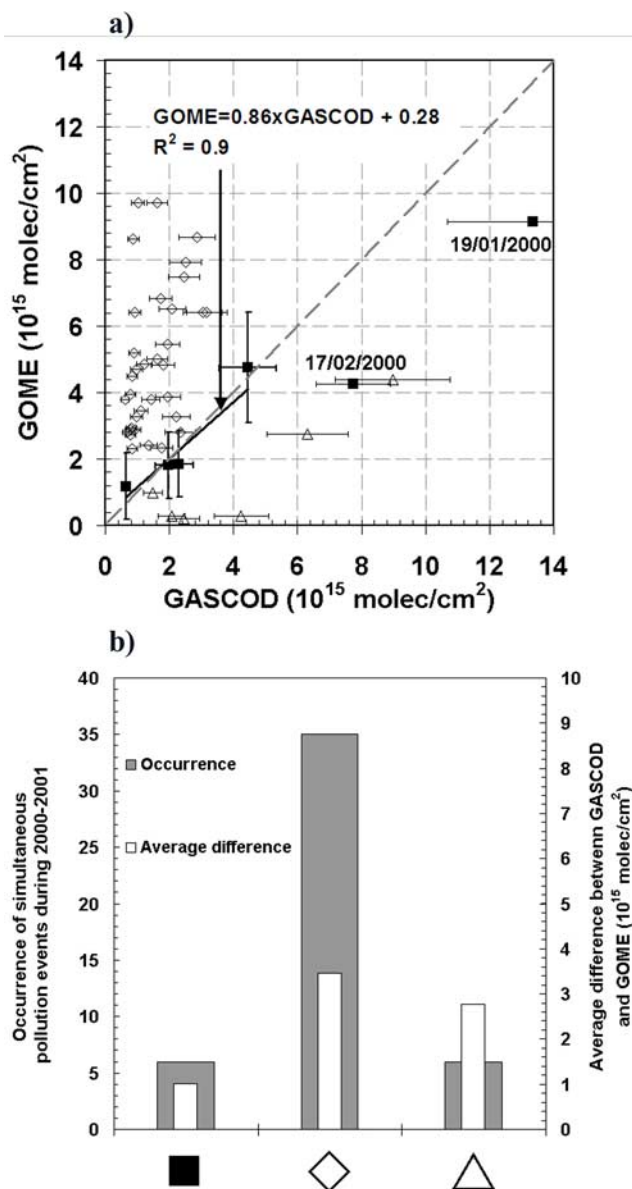 a)
14
12
10
8
6
4
2
0
GOME (10¹⁵ molec/cm²)
GOME=0.86xGASCOD + 0.28
R² = 0.9
19/01/2000
17/02/2000
0 2 4 6 8 10 12 14
GASCOD (10¹⁵ molec/cm²)
b)
40
35
30
25
20
15
10
5
0
Occurrence of simultaneous
pollution events during 2000-2001
Occurrence
Average difference
10
9
8
7
6
5
4
3
2
1
0
Average difference betwenn GASCOD
and GOME (10¹⁵ molec/cm²)